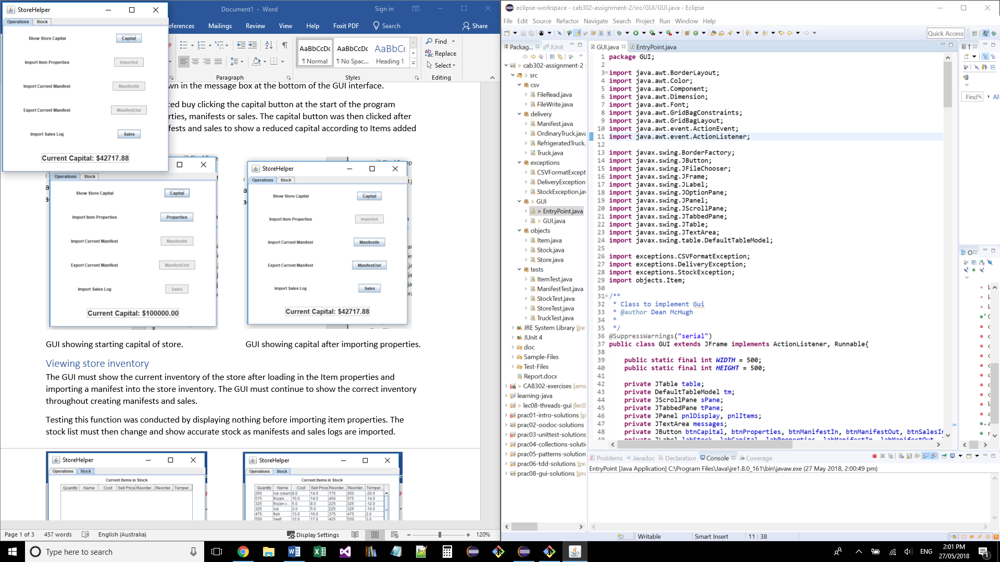 StoreHelper
Operations Stock
Show Store Capital Capital
Import Item Properties Imported
Import Current Manifest ManifestIn
Export Current Manifest ManifestOut
Import Sales Log Sales
Current Capital: $42717.88
Document1 - Word
Sign in
Mailings Review View Help Foxit PDF Search Share
AaBbCcDc AaBbCcDc
¶ Normal ¶ No Spac... Heading 1
Find
Replace
Select
Paragraph Styles Editing
wn in the message box at the bottom of the GUI interface.
ted buy clicking the capital button at the start of the program
rties, manifests or sales. The capital button was then clicked after
fests and sales to show a reduced capital according to Items added
Operations Stock
Show Store Capital Capital
Import Item Properties Properties
Import Current Manifest ManifestIn
Export Current Manifest ManifestOut
Import Sales Log Sales
Current Capital: $100000.00
StoreHelper
Operations Stock
Show Store Capital Capital
Import Item Properties Imported
Import Current Manifest ManifestIn
Export Current Manifest ManifestOut
Import Sales Log Sales
Current Capital: $42717.88
GUI showing starting capital of store.
GUI showing capital after importing properties.
Viewing store inventory
The GUI must show the current inventory of the store after loading in the Item properties and
importing a manifest into the store inventory. The GUI must continue to show the correct inventory
throughout creating manifests and sales.
Testing this function was conducted by displaying nothing before importing item properties. The
stock list must then change and show accurate stock as manifests and sales logs are imported.
StoreHelper
Operations Stock
Current Items in Stock
Quantity Name Cost Sell Price Reorder... Reorder... Temper...
StoreHelper
Operations Stock
Current Items in Stock
Quantity Name Cost Sell Price Reorder... Reorder... Temper...
250 ice cream 8.0 14.0 175 250 -20.0
575 frozen ... 10.0 14.0 450 575 -14.0
325 frozen v... 5.0 8.0 225 325 -12.0
325 ice 2.0 5.0 225 325 -10.0
475 fish 13.0 16.0 375 475 2.0
550 beef 12.0 17.0 425 550 3.0
Page 1 of 3 457 words English (Australia) Display Settings 120%
eclipse-workspace - cab302-assignment-2/src/GUI/GUI.java - Eclipse
File Edit Source Refactor Navigate Search Project Run Window Help
Quick Access
Packag... JUnit
cab302-assignment-2
> src
csv
FileRead.java
FileWrite.java
delivery
Manifest.java
OrdinaryTruck.java
RefrigeratedTruck.
Truck.java
exceptions
CSVFormatExcept
DeliveryException
StockException.jav
> GUI
> EntryPoint.java
> GUI.java
objects
Item.java
Stock.java
Store.java
tests
ItemTest.java
ManifestTest.java
StockTest.java
StoreTest.java
TruckTest.java
JRE System Library [jre
JUnit 4
> doc
Sample-Files
Test-Files
Report.docx
> CAB302-exercises [ams
learning-java
> lec08-threads-gui [lec0
prac01-intro-solutions [p
prac02-oodoc-solutions
prac03-unittest-solutions
prac04-collections-soluti
prac05-patterns-solution
prac06-tdd-solutions [pr
prac08-gui-solutions [pra
GUI.java EntryPoint.java
1 package GUI;
2
3 import java.awt.BorderLayout;
4 import java.awt.Color;
5 import java.awt.Component;
6 import java.awt.Dimension;
7 import java.awt.Font;
8 import java.awt.GridBagConstraints;
9 import java.awt.GridBagLayout;
10 import java.awt.event.ActionEvent;
11 import java.awt.event.ActionListener;
12
13 import javax.swing.BorderFactory;
14 import javax.swing.JButton;
15 import javax.swing.JFileChooser;
16 import javax.swing.JFrame;
17 import javax.swing.JLabel;
18 import javax.swing.JOptionPane;
19 import javax.swing.JPanel;
20 import javax.swing.JScrollPane;
21 import javax.swing.JTabbedPane;
22 import javax.swing.JTable;
23 import javax.swing.JTextArea;
24 import javax.swing.table.DefaultTableModel;
25
26 import exceptions.CSVFormatException;
27 import exceptions.DeliveryException;
28 import exceptions.StockException;
29 import objects.Item;
30
31 /**
32 * Class to implement Gui
33 * @author Dean McHugh
34 *
35 */
36 @SuppressWarnings("serial")
37 public class GUI extends JFrame implements ActionListener, Runnable{
38
39 public static final int WIDTH = 500;
40 public static final int HEIGHT = 500;
41
42 private JTable table;
43 private DefaultTableModel tm;
44 private JScrollPane sPane;
45 private JTabbedPane tPane;
46 private JPanel pnlDisplay, pnlItems;
47 private JTextArea messages;
48 private JButton btnCapital, btnProperties, btnManifestIn, btnManifestOut, btnSalesIn
Find Al
Problems Javadoc Declaration Console Coverage
EntryPoint [Java Application] C:\Program Files\Java\jre1.8.0_161\bin\javaw.exe (27 May 2018, 2:00:49 pm)
Writable Smart Insert 11 : 38
Type here to search
ENG
2:01 PM
27/05/2018